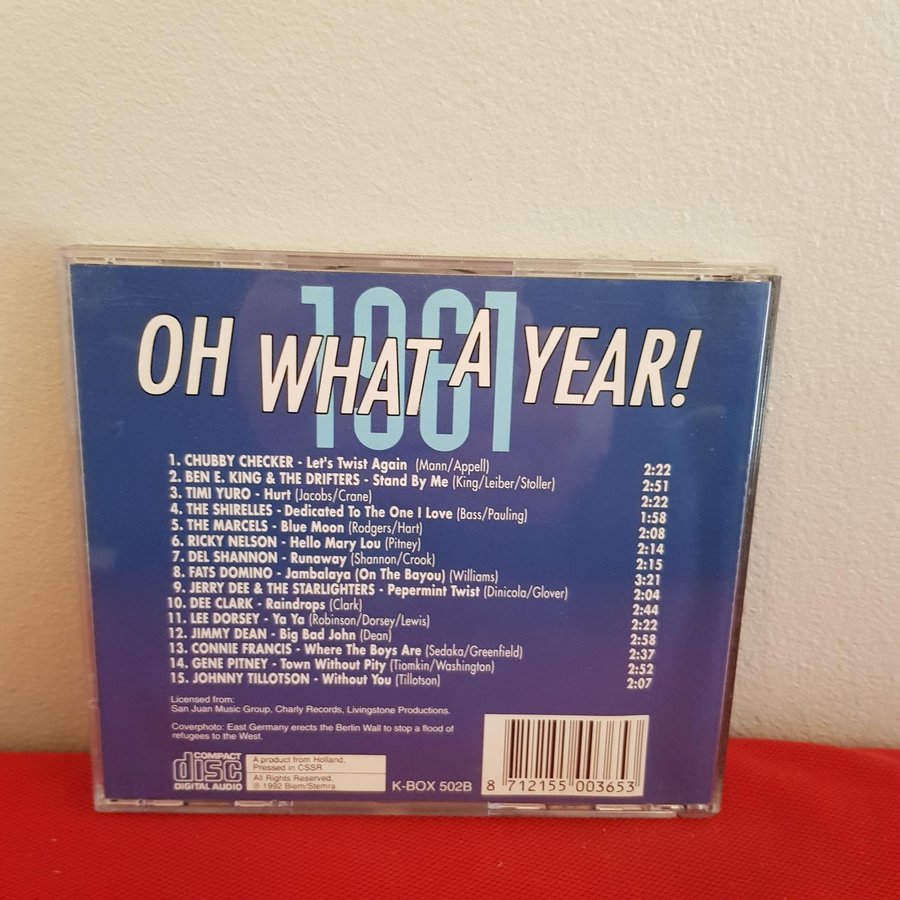 1961
OH WHAT A YEAR!
1. CHUBBY CHECKER - Let's Twist Again (Mann/Appell) 2:22
2. BEN E. KING & THE DRIFTERS - Stand By Me (King/Leiber/Stoller) 2:51
3. TIMI YURO - Hurt (Jacobs/Crane) 2:22
4. THE SHIRELLES - Dedicated To The One I Love (Bass/Pauling) 1:58
5. THE MARCELS - Blue Moon (Rodgers/Hart) 2:08
6. RICKY NELSON - Hello Mary Lou (Pitney) 2:14
7. DEL SHANNON - Runaway (Shannon/Crook) 2:15
8. FATS DOMINO - Jambalaya (On The Bayou) (Williams) 3:21
9. JERRY DEE & THE STARLIGHTERS - Pepermint Twist (Dinicola/Glover) 2:04
10. DEE CLARK - Raindrops (Clark) 2:44
11. LEE DORSEY - Ya Ya (Robinson/Dorsey/Lewis) 2:22
12. JIMMY DEAN - Big Bad John (Dean) 2:58
13. CONNIE FRANCIS - Where The Boys Are (Sedaka/Greenfield) 2:37
14. GENE PITNEY - Town Without Pity (Tiomkin/Washington) 2:52
15. JOHNNY TILLOTSON - Without You (Tillotson) 2:07
Licensed from:
San Juan Music Group, Charly Records, Livingstone Productions.
Coverphoto: East Germany erects the Berlin Wall to stop a flood of
refugees to the West.
COMPACT
disc
DIGITAL AUDIO
A product from Holland,
Pressed in CSSR.
All Rights Reserved.
℗ 1992 Biem/Stemra.
K-BOX 502B
8 712155 003653